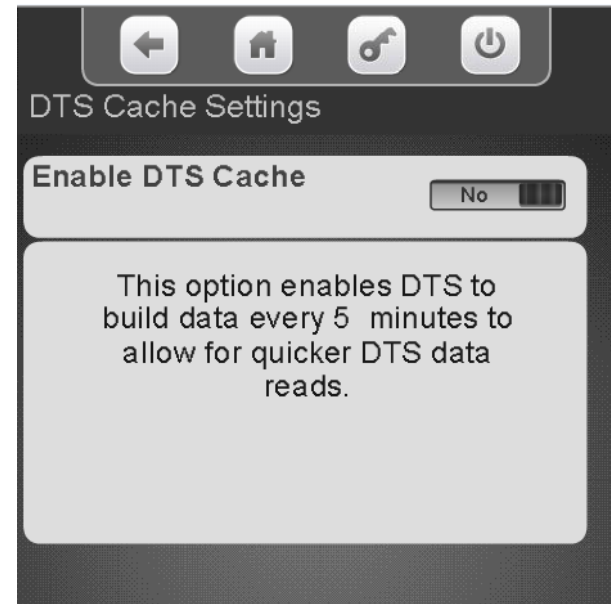 DTS Cache Settings
Enable DTS Cache
No
This option enables DTS to
build data every 5  minutes to
allow for quicker DTS data
reads.